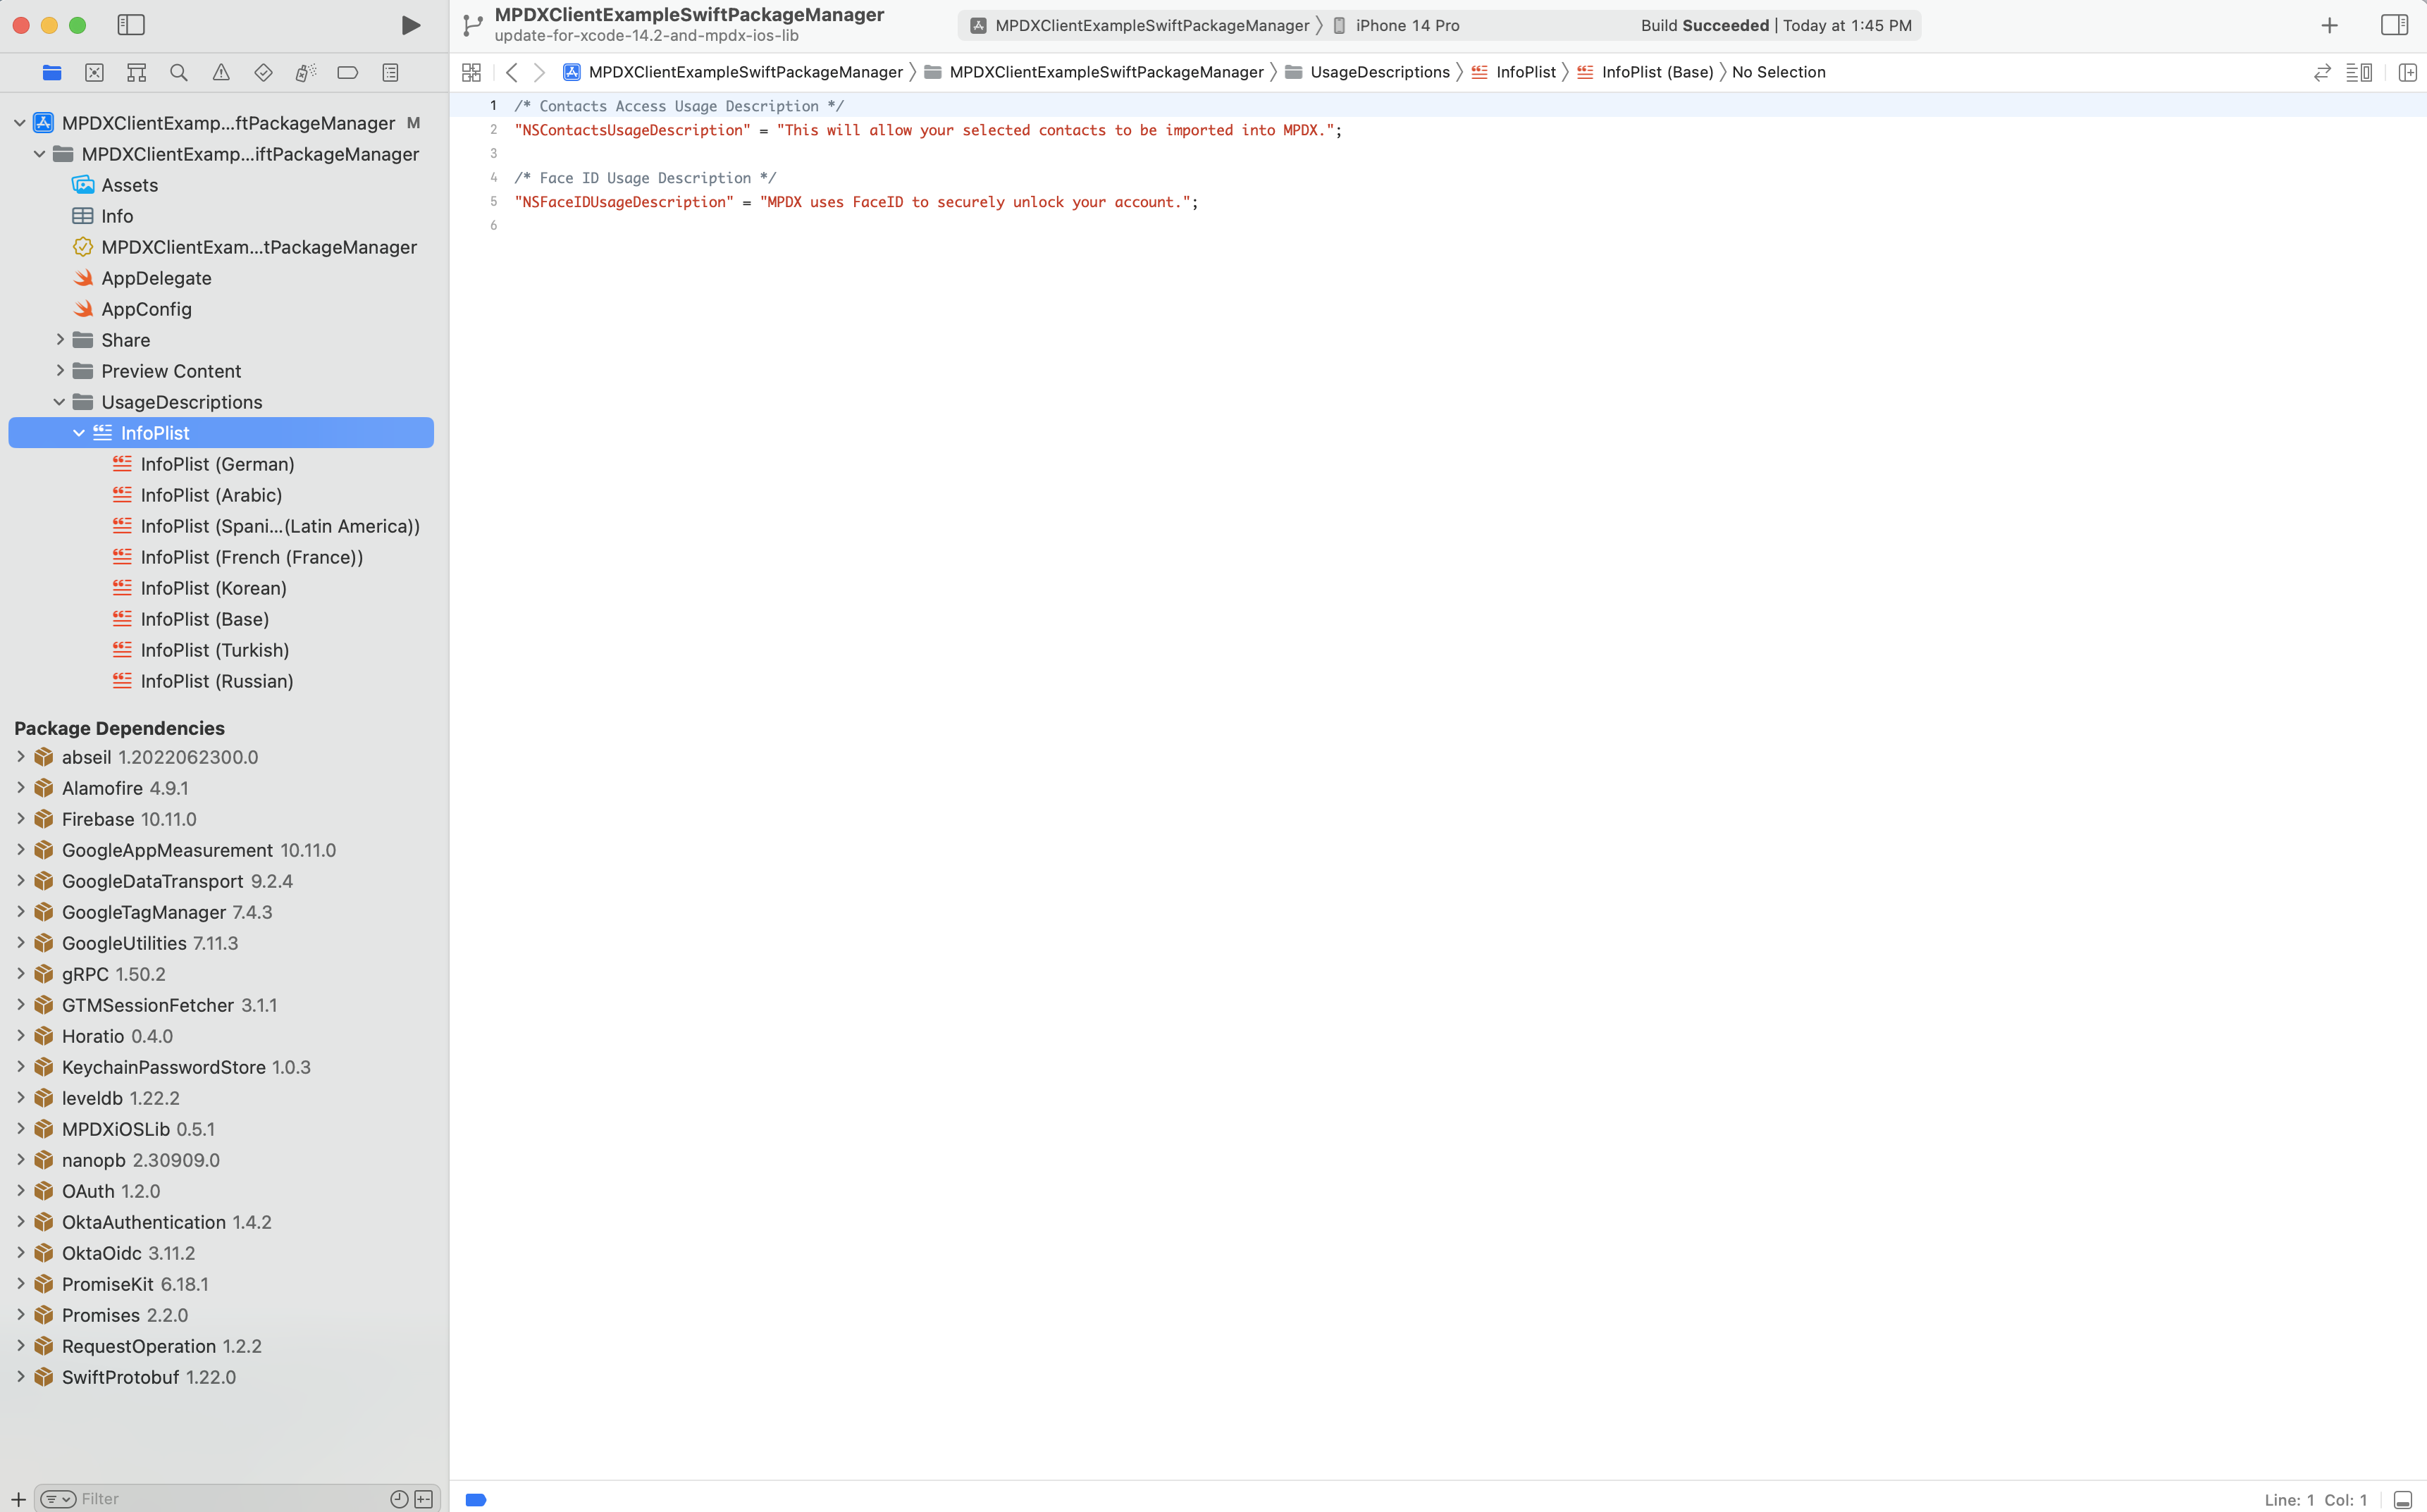 MPDXClientExampleSwiftPackageManager
update-for-xcode-14.2-and-mpdx-ios-lib
MPDXClientExampleSwiftPackageManager
iPhone 14 Pro
Build Succeeded | Today at 1:45 PM
MPDXClientExampleSwiftPackageManager
MPDXClientExampleSwiftPackageManager
UsageDescriptions
InfoPlist
InfoPlist (Base)
No Selection
MPDXClientExamp...ftPackageManager M
MPDXClientExamp...iftPackageManager
Assets
Info
MPDXClientExam...tPackageManager
AppDelegate
AppConfig
Share
Preview Content
UsageDescriptions
InfoPlist
InfoPlist (German)
InfoPlist (Arabic)
InfoPlist (Spani...(Latin America))
InfoPlist (French (France))
InfoPlist (Korean)
InfoPlist (Base)
InfoPlist (Turkish)
InfoPlist (Russian)
Package Dependencies
abseil 1.2022062300.0
Alamofire 4.9.1
Firebase 10.11.0
GoogleAppMeasurement 10.11.0
GoogleDataTransport 9.2.4
GoogleTagManager 7.4.3
GoogleUtilities 7.11.3
gRPC 1.50.2
GTMSessionFetcher 3.1.1
Horatio 0.4.0
KeychainPasswordStore 1.0.3
leveldb 1.22.2
MPDXiOSLib 0.5.1
nanopb 2.30909.0
OAuth 1.2.0
OktaAuthentication 1.4.2
OktaOidc 3.11.2
PromiseKit 6.18.1
Promises 2.2.0
RequestOperation 1.2.2
SwiftProtobuf 1.22.0
Filter
1 /* Contacts Access Usage Description */
2 "NSContactsUsageDescription" = "This will allow your selected contacts to be imported into MPDX.";
3
4 /* Face ID Usage Description */
5 "NSFaceIDUsageDescription" = "MPDX uses FaceID to securely unlock your account.";
6
Line: 1 Col: 1